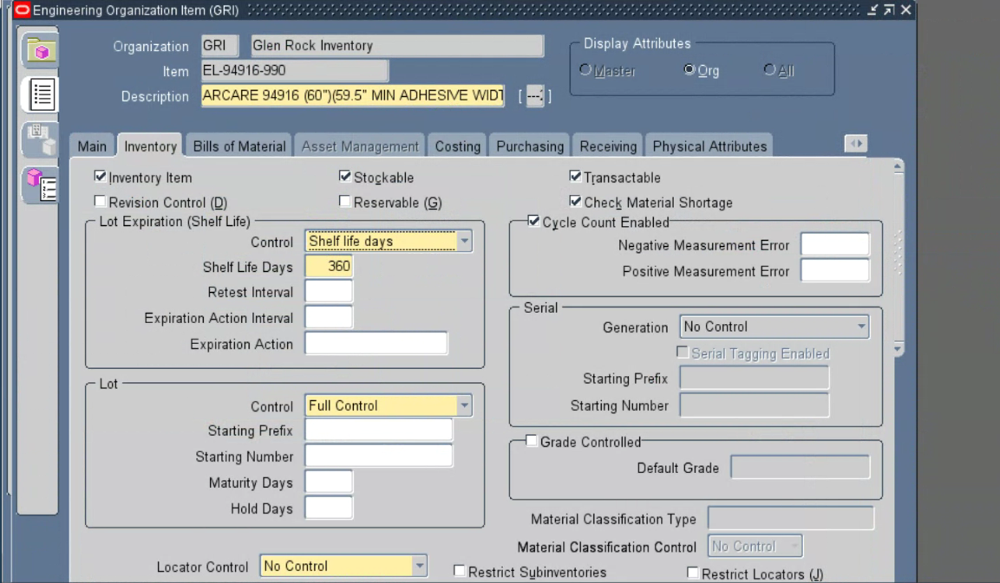 Engineering Organization Item (GRI)
Organization GRI Glen Rock Inventory
Item EL-94916-990
Description ARCARE 94916 (60")(59.5" MIN ADHESIVE WIDT
Display Attributes
Master Org All
Main Inventory Bills of Material Asset Management Costing Purchasing Receiving Physical Attributes
Inventory Item Stockable Transactable
Revision Control (D) Reservable (G) Check Material Shortage
Lot Expiration (Shelf Life)
Control Shelf life days
Shelf Life Days 360
Retest Interval
Expiration Action Interval
Expiration Action
Cycle Count Enabled
Negative Measurement Error
Positive Measurement Error
Serial
Generation No Control
Serial Tagging Enabled
Starting Prefix
Starting Number
Lot
Control Full Control
Starting Prefix
Starting Number
Maturity Days
Hold Days
Grade Controlled
Default Grade
Material Classification Type
Material Classification Control No Control
Locator Control No Control
Restrict Subinventories Restrict Locators (J)